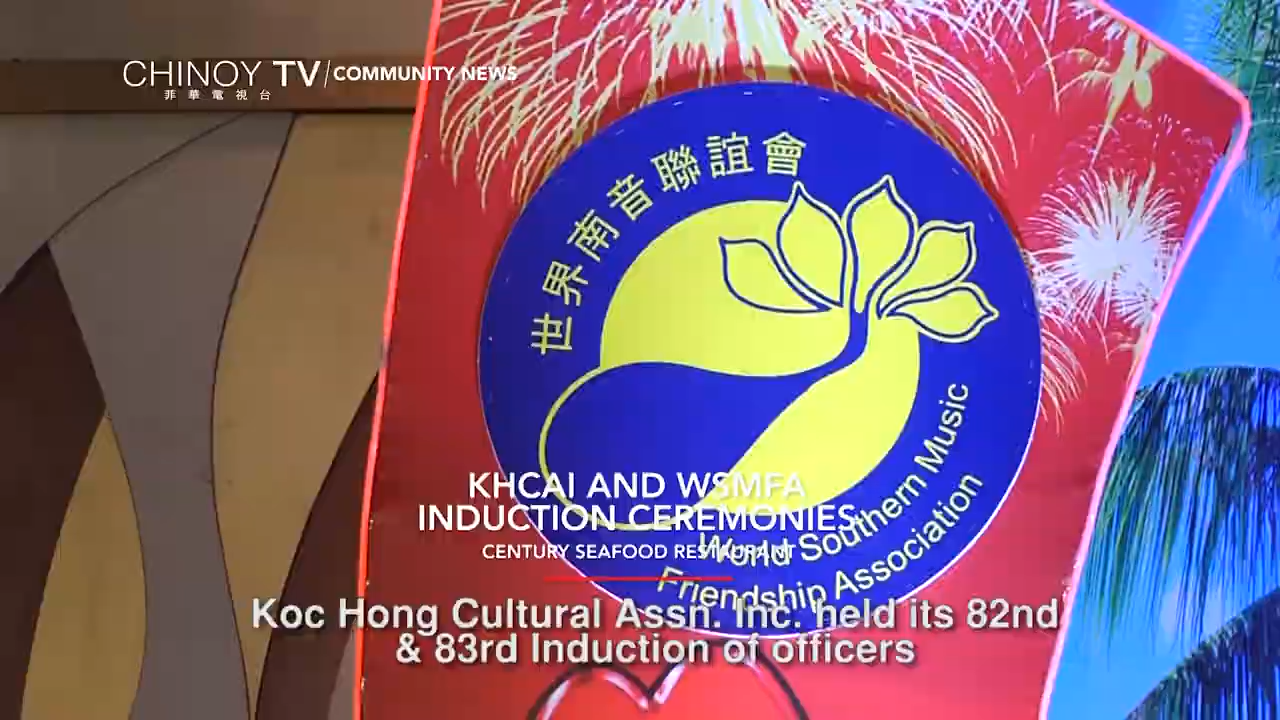 CHINOY TV/COMMUNITY NEWS
菲華電視台
世界南音聯誼會
World Southern Music
Friendship Association
KHCAI AND WSMFA
INDUCTION CEREMONIES
CENTURY SEAFOOD RESTAURANT
Koc Hong Cultural Assn. Inc. held its 82nd
& 83rd Induction of officers